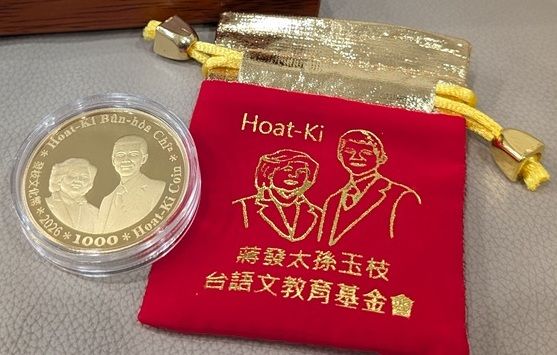 Hoat-Ki Bûn-hòa Chióng
2026
1000
Hoat-Ki Coin
Hoat-Ki
蔣發太孫玉枝
台語文教育基金會